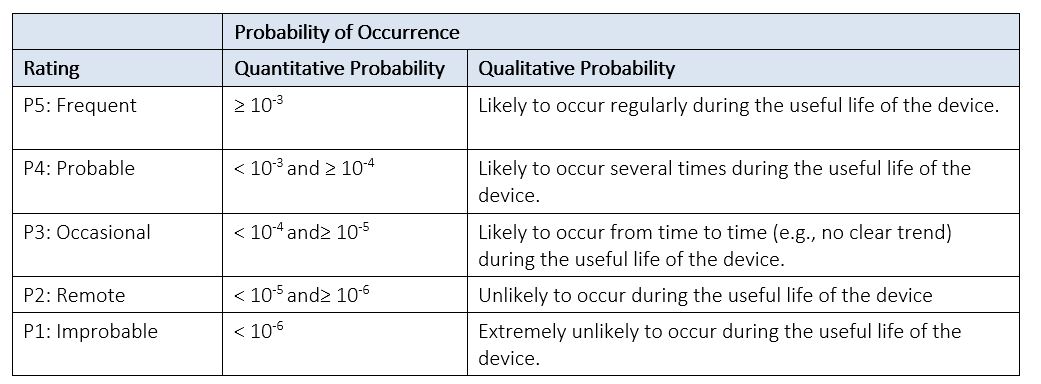 Probability of Occurrence
Rating Quantitative Probability Qualitative Probability
P5: Frequent ≥ 10⁻³ Likely to occur regularly during the useful life of the device.
P4: Probable < 10⁻³ and ≥ 10⁻⁴ Likely to occur several times during the useful life of the
device.
P3: Occasional < 10⁻⁴ and≥ 10⁻⁵ Likely to occur from time to time (e.g., no clear trend)
during the useful life of the device.
P2: Remote < 10⁻⁵ and≥ 10⁻⁶ Unlikely to occur during the useful life of the device
P1: Improbable < 10⁻⁶ Extremely unlikely to occur during the useful life of the
device.